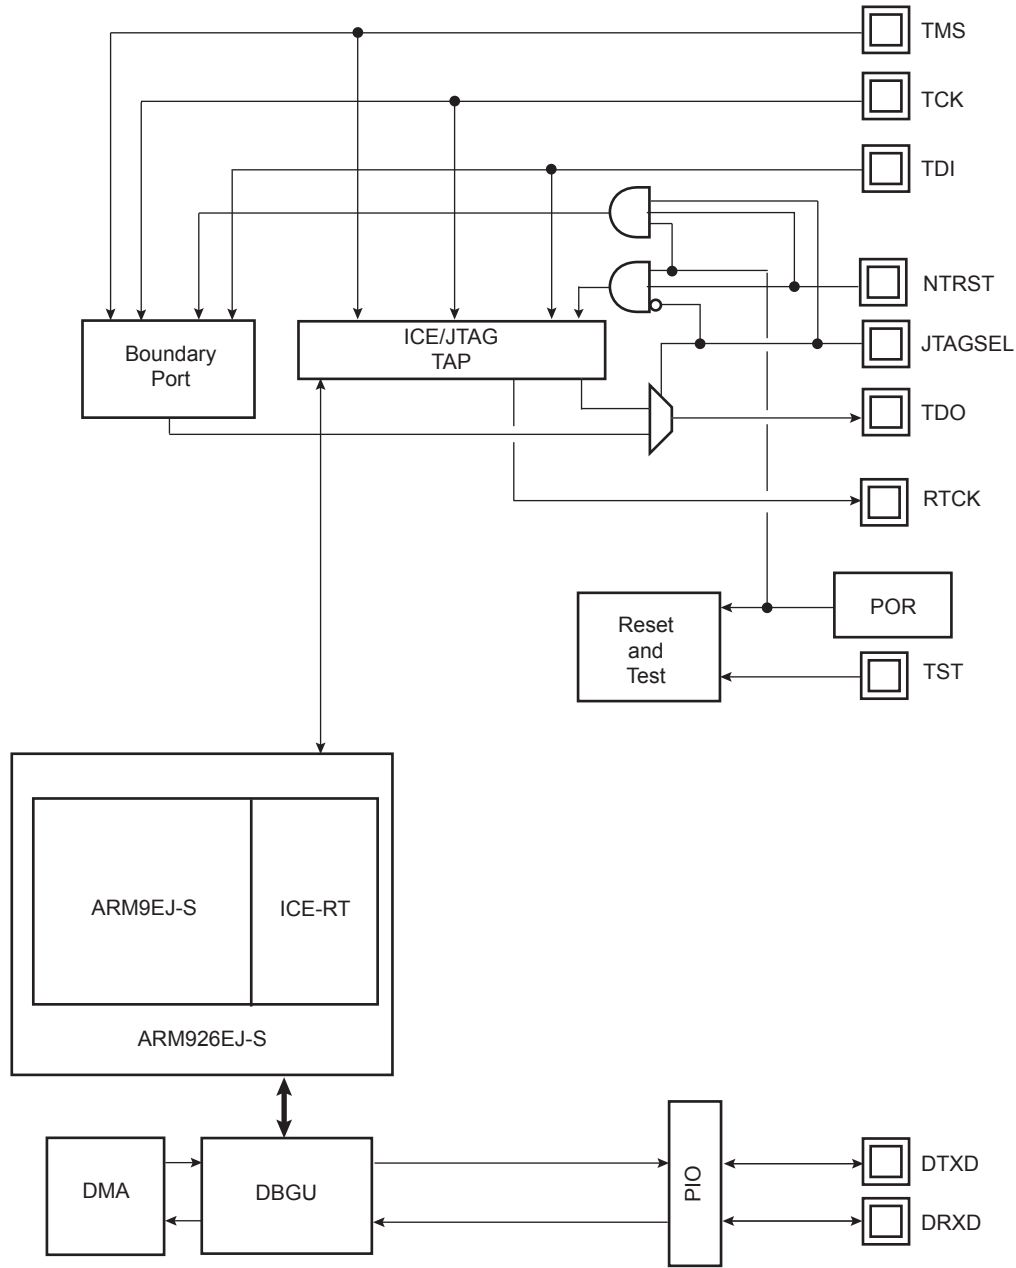 TMS
TCK
TDI
NTRST
JTAGSEL
ICE/JTAG
TAP
Boundary
Port
TDO
RTCK
POR
Reset
and
Test
TST
ARM9EJ-S
ICE-RT
ARM926EJ-S
DMA
DBGU
PIO
DTXD
DRXD